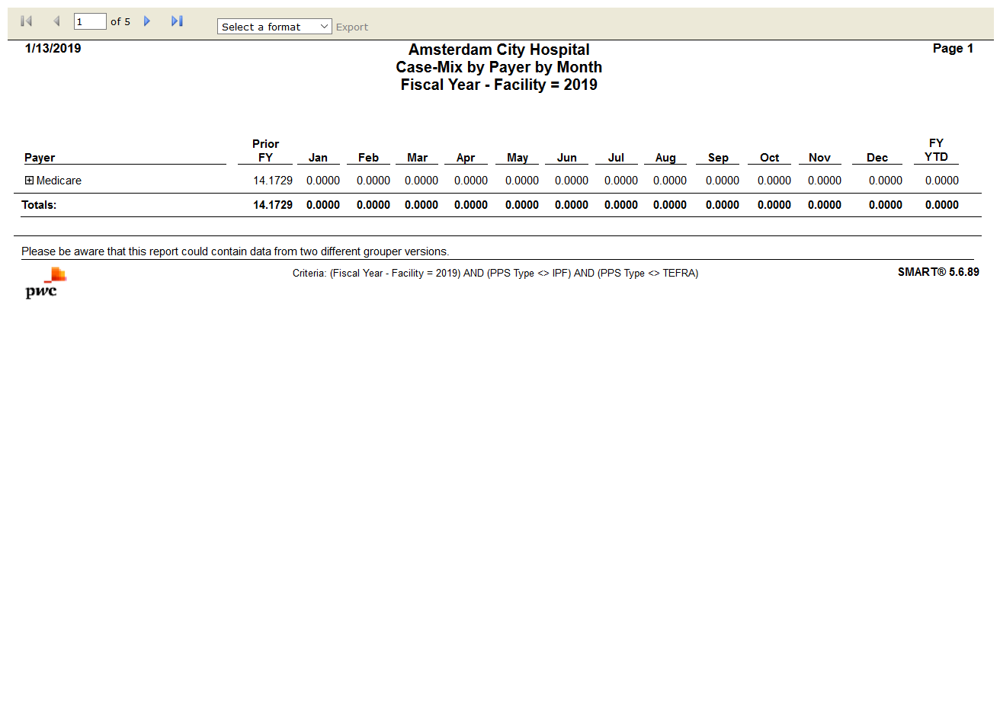 1 of 5 Select a format Export
1/13/2019 Amsterdam City Hospital Page 1
Case-Mix by Payer by Month
Fiscal Year - Facility = 2019
Prior FY
Payer FY Jan Feb Mar Apr May Jun Jul Aug Sep Oct Nov Dec YTD
Medicare 14.1729 0.0000 0.0000 0.0000 0.0000 0.0000 0.0000 0.0000 0.0000 0.0000 0.0000 0.0000 0.0000 0.0000
Totals: 14.1729 0.0000 0.0000 0.0000 0.0000 0.0000 0.0000 0.0000 0.0000 0.0000 0.0000 0.0000 0.0000 0.0000
Please be aware that this report could contain data from two different grouper versions.
Criteria: (Fiscal Year - Facility = 2019) AND (PPS Type <> IPF) AND (PPS Type <> TEFRA) SMART® 5.6.89
pwc